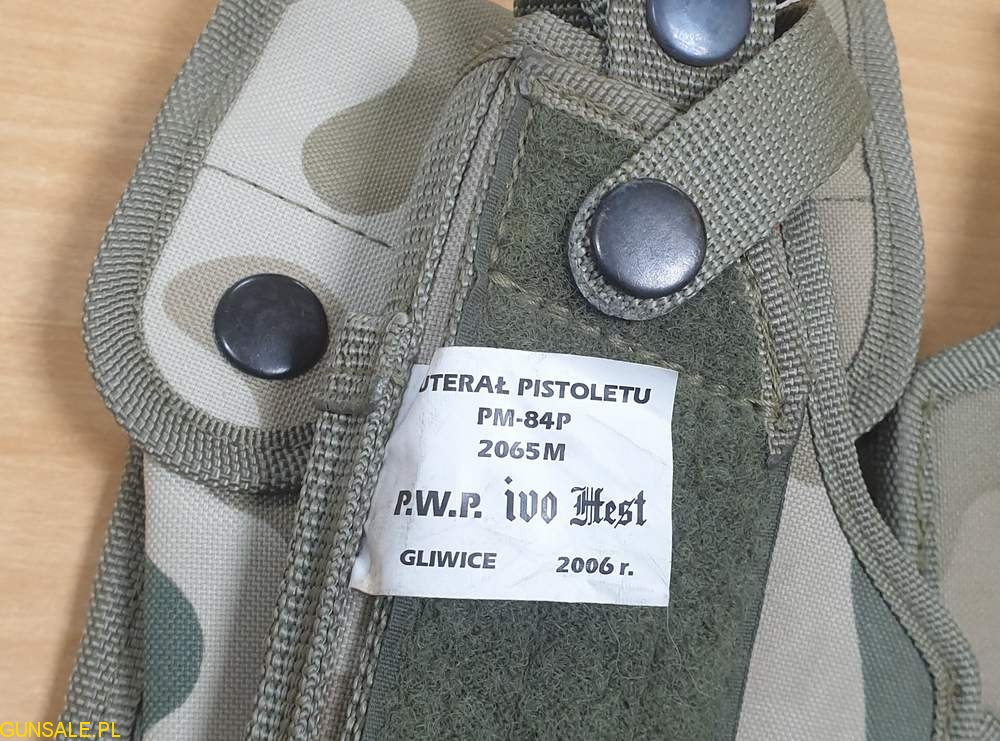 UTERAŁ PISTOLETU
PM-84P
2065M
P.W.P. ivo Hest
GLIWICE 2006 r.
GUNSALE.PL